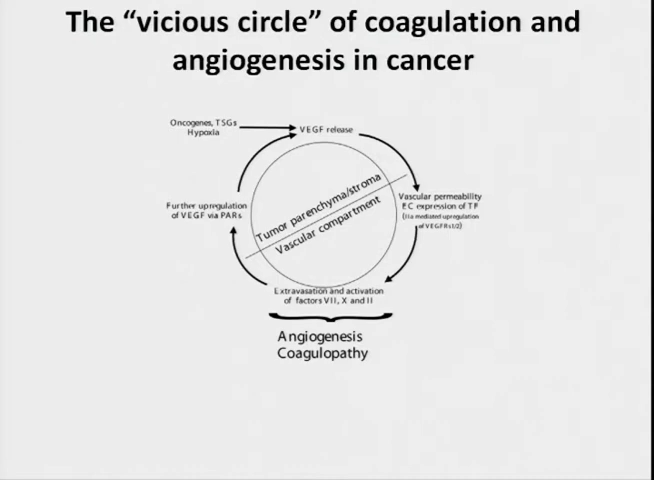 The “vicious circle” of coagulation and
angiogenesis in cancer
Oncogenes, TSGs
Hypoxia
VEGF release
Tumor parenchyma/stroma
Vascular compartment
Vascular permeability
EC expression of TF
(IIa mediated upregulation
of VEGFRs1/2)
Further upregulation
of VEGF via PARs
Extravasation and activation
of factors VII, X and II
Angiogenesis
Coagulopathy